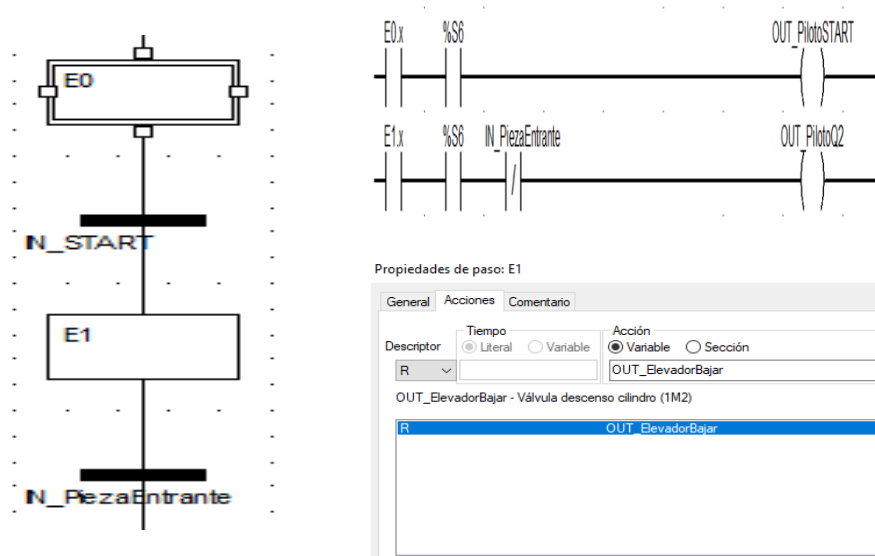 E0
IN_START
E1
IN_PiezaEntrante
E0.x %S6 OUT_PilotoSTART
E1.x %S6 IN_PiezaEntrante OUT_PilotoQ2
/
Propiedades de paso: E1
General Acciones Comentario
Tiempo Acción
Descriptor Literal Variable Variable Sección
R OUT_ElevadorBajar
OUT_ElevadorBajar - Válvula descenso cilindro (1M2)
R OUT_ElevadorBajar